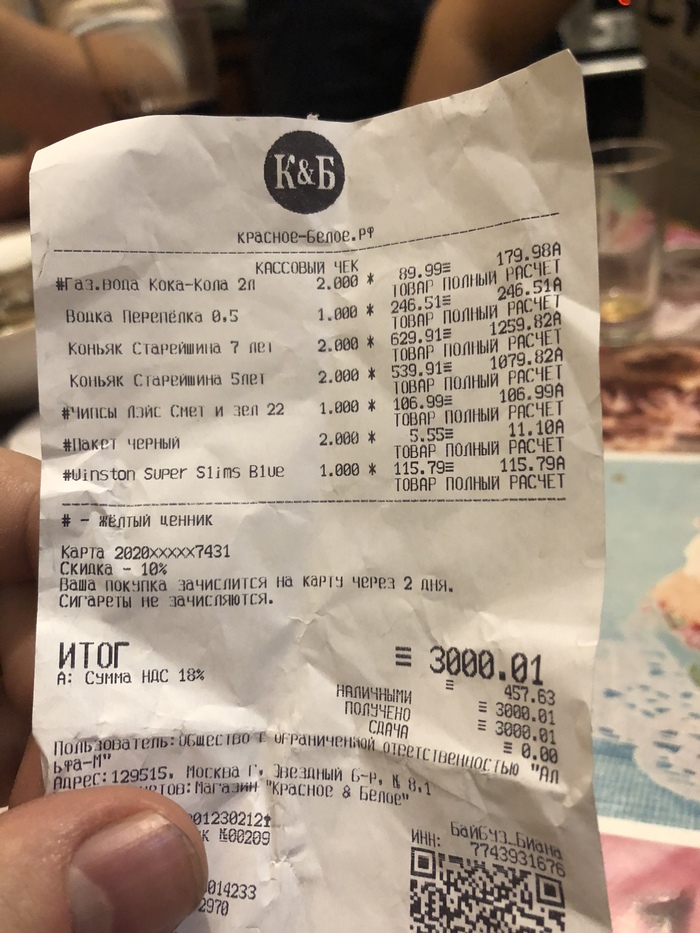 К&Б
красное-белое.рф
КАССОВЫЙ ЧЕК
#Газ.вода Кока-Кола 2л 2.000 * 89.99≡ 179.98А
ТОВАР ПОЛНЫЙ РАСЧЕТ
Водка Перепёлка 0.5 1.000 * 246.51≡ 246.51А
ТОВАР ПОЛНЫЙ РАСЧЕТ
Коньяк Старейшина 7 лет 2.000 * 629.91≡ 1259.82А
ТОВАР ПОЛНЫЙ РАСЧЕТ
Коньяк Старейшина 5лет 2.000 * 539.91≡ 1079.82А
ТОВАР ПОЛНЫЙ РАСЧЕТ
#Чипсы Лэйс Смет и зел 22 1.000 * 106.99≡ 106.99А
ТОВАР ПОЛНЫЙ РАСЧЕТ
#Пакет черный 2.000 * 5.55≡ 11.10А
ТОВАР ПОЛНЫЙ РАСЧЕТ
#Winston Super Slims Blue 1.000 * 115.79≡ 115.79А
ТОВАР ПОЛНЫЙ РАСЧЕТ
# - жёлтый ценник
Карта 2020xxxxx7431
Скидка - 10%
Ваша покупка зачислится на карту через 2 дня.
Сигареты не зачисляются.
ИТОГ ≡ 3000.01
А: Сумма НДС 18% ≡ 457.63
НАЛИЧНЫМИ ≡ 3000.01
ПОЛУЧЕНО ≡ 3000.01
СДАЧА ≡ 0.00
Пользователь: Общество с ограниченной ответственностью "Ал
ьфа-М"
Адрес: 129515, Москва Г, Звездный б-р, 8,1
Магазин "Красное & Белое"
№00209
Байбуз Биана
ИНН: 7743931676
014233
2970